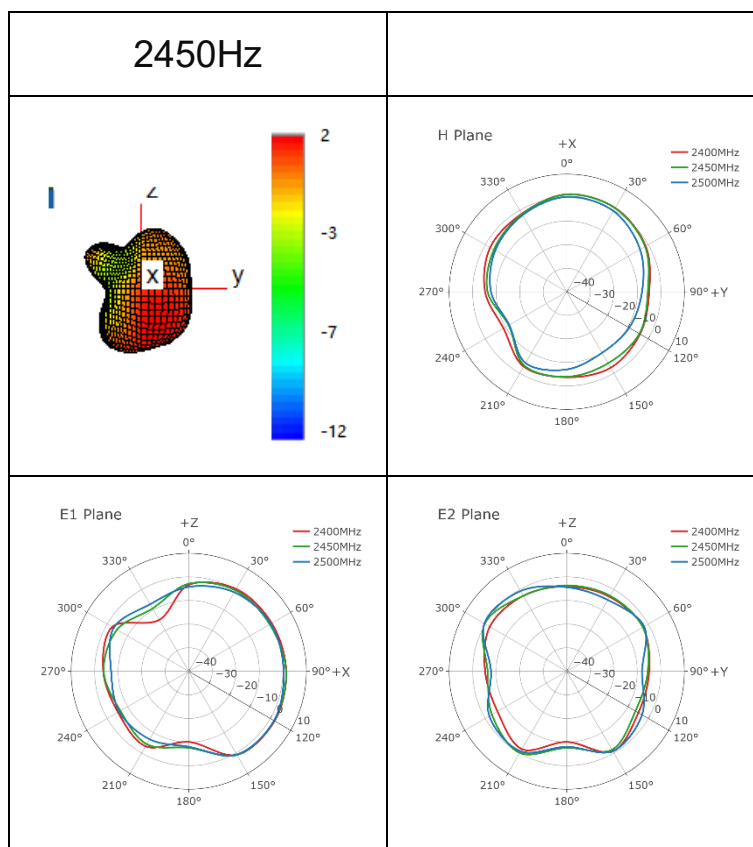 2450Hz
2
-3
-7
-12
Z
x
y
H Plane
+X
0°
2400MHz
2450MHz
2500MHz
330°
30°
300°
60°
270°
90°+Y
−40
−30
−20
−10
0
10
240°
120°
210°
150°
180°
E1 Plane
+Z
0°
2400MHz
2450MHz
2500MHz
330°
30°
300°
60°
270°
90°+X
−40
−30
−20
−10
0
10
240°
120°
210°
150°
180°
E2 Plane
+Z
0°
2400MHz
2450MHz
2500MHz
330°
30°
300°
60°
270°
90°+Y
−40
−30
−20
−10
0
10
240°
120°
210°
150°
180°